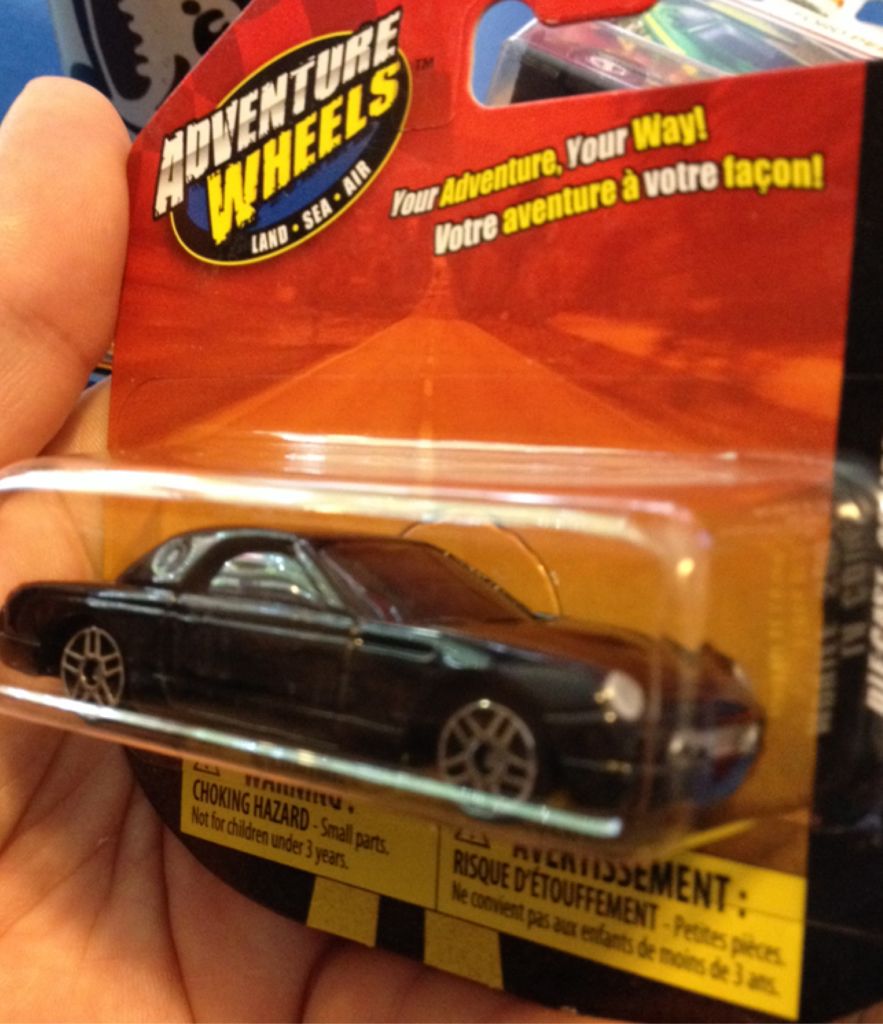 ADVENTURE
WHEELS
TM
LAND • SEA • AIR
Your Adventure, Your Way!
Votre aventure à votre façon!
WARNING:
CHOKING HAZARD - Small parts.
Not for children under 3 years.
AVERTISSEMENT :
RISQUE D'ÉTOUFFEMENT - Petites pièces.
Ne convient pas aux enfants de moins de 3 ans.